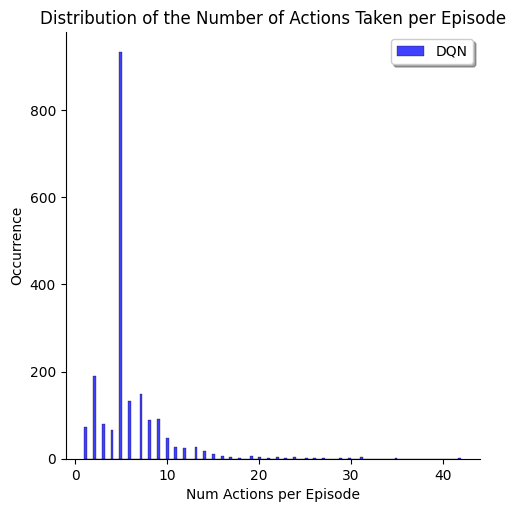 Distribution of the Number of Actions Taken per Episode
DQN
Occurrence
800
600
400
200
0
0 10 20 30 40
Num Actions per Episode